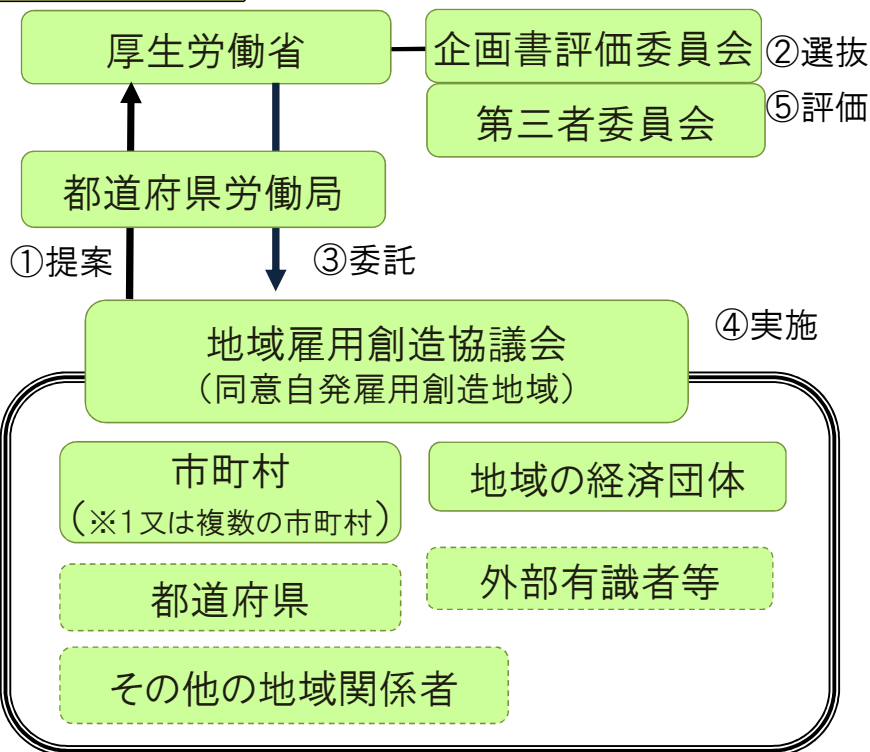 厚生労働省
企画書評価委員会
②選抜
第三者委員会
⑤評価
都道府県労働局
①提案
③委託
地域雇用創造協議会
（同意自発雇用創造地域）
④実施
市町村
（※1又は複数の市町村）
地域の経済団体
都道府県
外部有識者等
その他の地域関係者